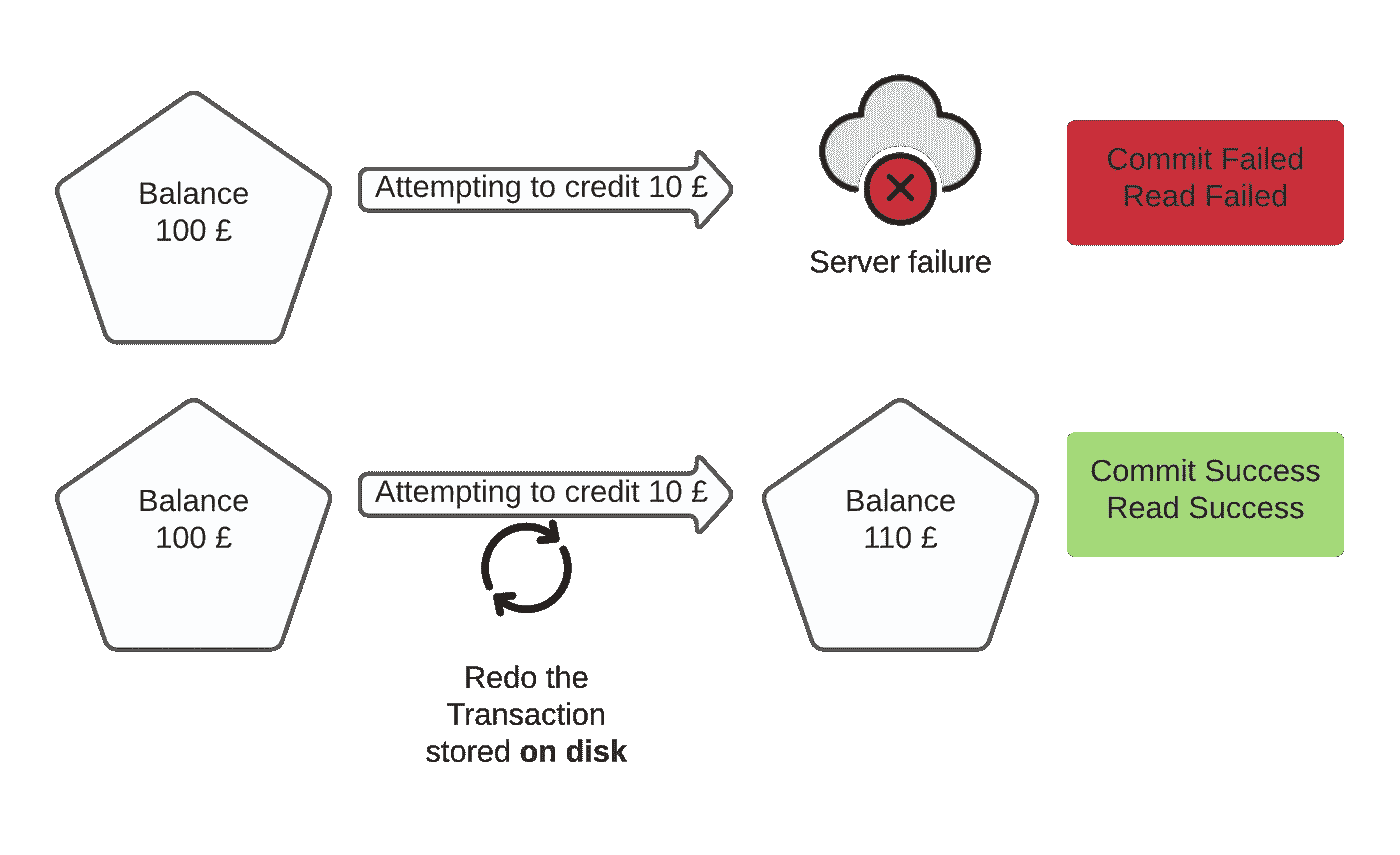 Balance
100 £
Attempting to credit 10 £
Server failure
Commit Failed
Read Failed
Balance
100 £
Attempting to credit 10 £
Redo the
Transaction
stored on disk
Balance
110 £
Commit Success
Read Success